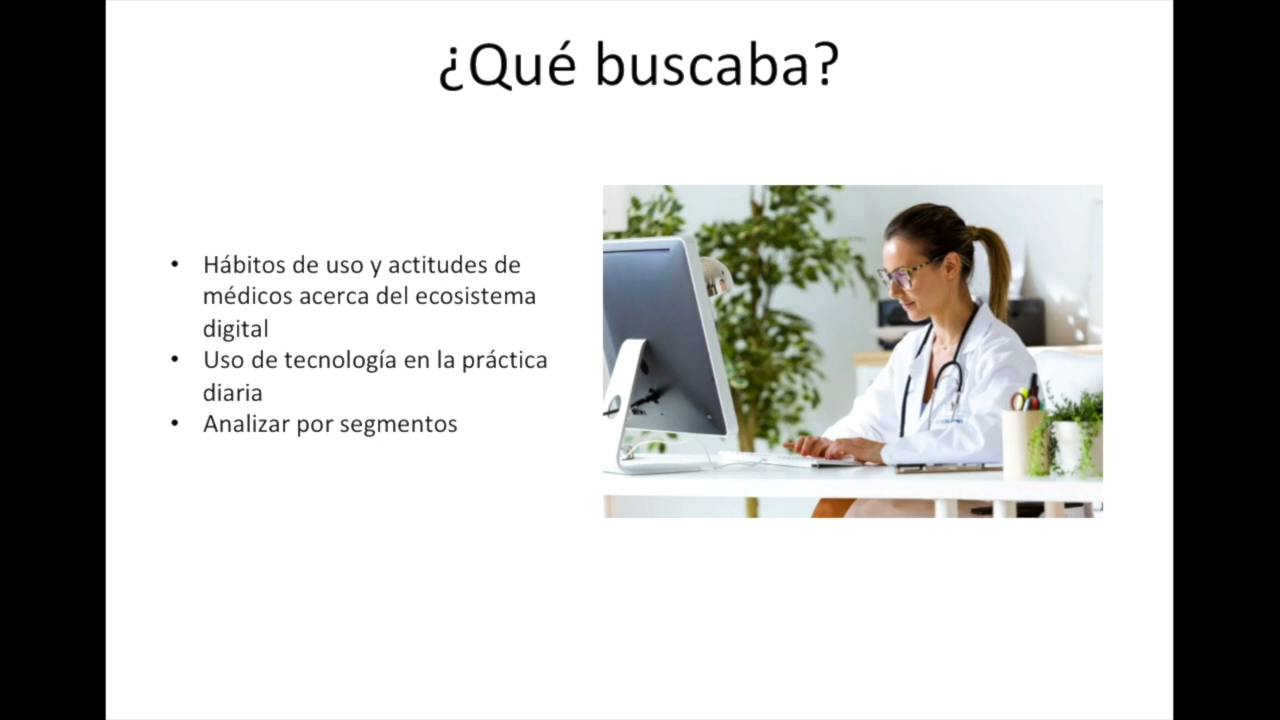 ¿Qué buscaba?
• Hábitos de uso y actitudes de
médicos acerca del ecosistema
digital
• Uso de tecnología en la práctica
diaria
• Analizar por segmentos